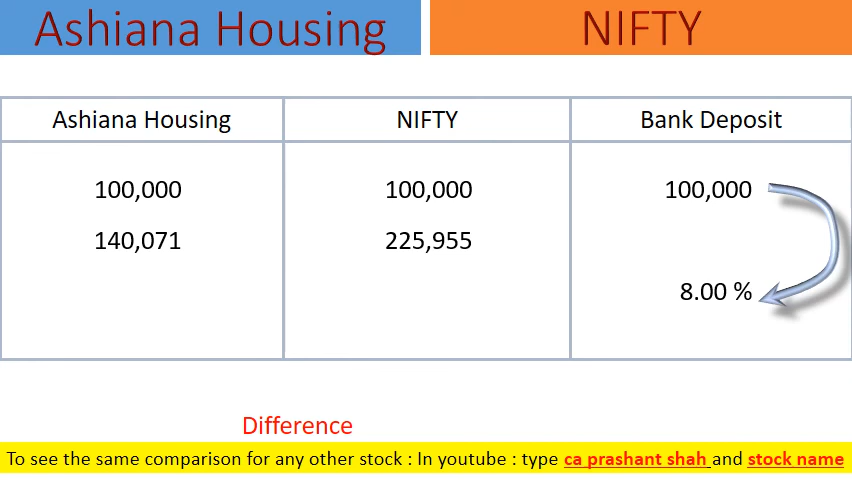 Ashiana Housing NIFTY
Ashiana Housing NIFTY Bank Deposit
100,000 100,000 100,000
140,071 225,955
8.00 %
Difference
To see the same comparison for any other stock : In youtube : type ca prashant shah and stock name